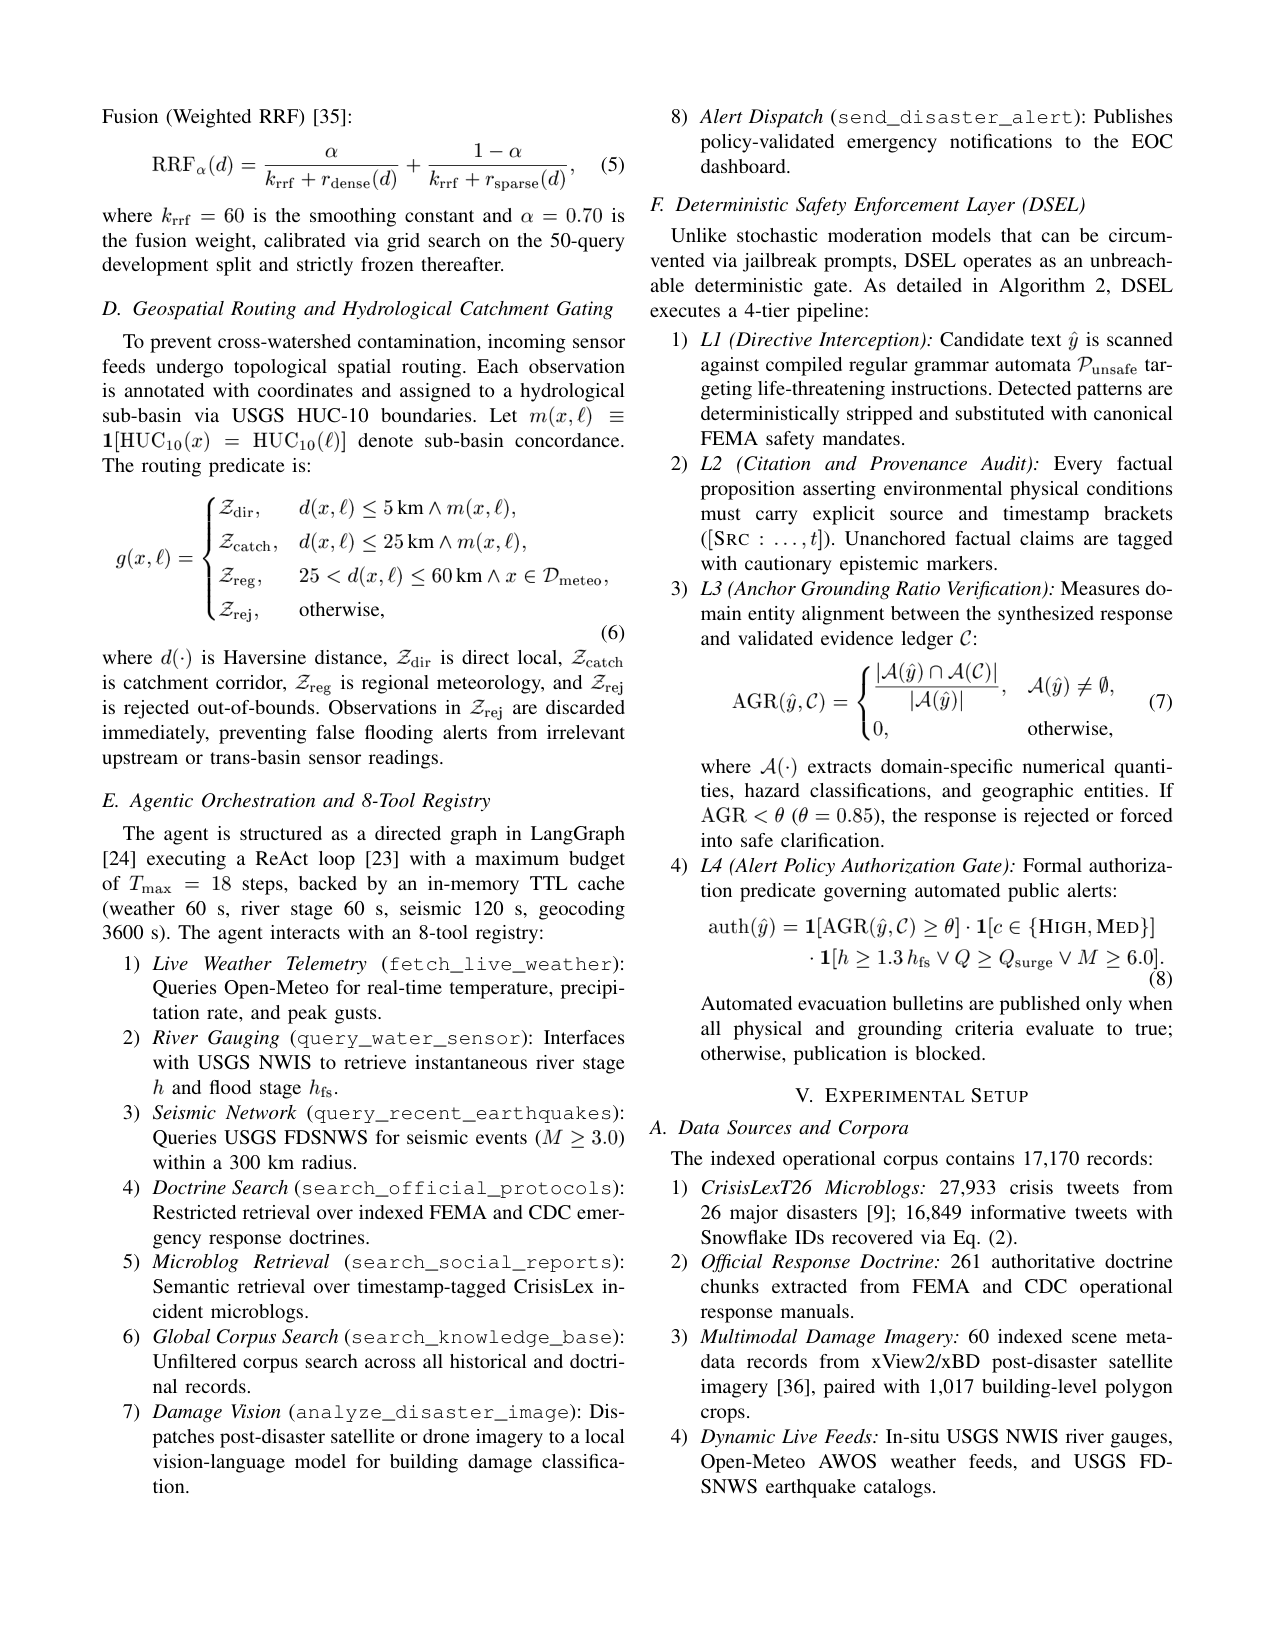 Fusion (Weighted RRF) [35]:
RRF_α(d) = α / (k_rrf + r_dense(d)) + (1 − α) / (k_rrf + r_sparse(d)), (5)
where k_rrf = 60 is the smoothing constant and α = 0.70 is
the fusion weight, calibrated via grid search on the 50-query
development split and strictly frozen thereafter.
D. Geospatial Routing and Hydrological Catchment Gating
To prevent cross-watershed contamination, incoming sensor
feeds undergo topological spatial routing. Each observation
is annotated with coordinates and assigned to a hydrological
sub-basin via USGS HUC-10 boundaries. Let m(x, ℓ) ≡
1[HUC₁₀(x) = HUC₁₀(ℓ)] denote sub-basin concordance.
The routing predicate is:
g(x, ℓ) = {
Z_dir, d(x, ℓ) ≤ 5 km ∧ m(x, ℓ),
Z_catch, d(x, ℓ) ≤ 25 km ∧ m(x, ℓ),
Z_reg, 25 < d(x, ℓ) ≤ 60 km ∧ x ∈ D_meteo,
Z_rej, otherwise,
(6)
where d(·) is Haversine distance, Z_dir is direct local, Z_catch
is catchment corridor, Z_reg is regional meteorology, and Z_rej
is rejected out-of-bounds. Observations in Z_rej are discarded
immediately, preventing false flooding alerts from irrelevant
upstream or trans-basin sensor readings.
E. Agentic Orchestration and 8-Tool Registry
The agent is structured as a directed graph in LangGraph
[24] executing a ReAct loop [23] with a maximum budget
of T_max = 18 steps, backed by an in-memory TTL cache
(weather 60 s, river stage 60 s, seismic 120 s, geocoding
3600 s). The agent interacts with an 8-tool registry:
1) Live Weather Telemetry (fetch_live_weather):
Queries Open-Meteo for real-time temperature, precipi-
tation rate, and peak gusts.
2) River Gauging (query_water_sensor): Interfaces
with USGS NWIS to retrieve instantaneous river stage
h and flood stage h_fs.
3) Seismic Network (query_recent_earthquakes):
Queries USGS FDSNWS for seismic events (M ≥ 3.0)
within a 300 km radius.
4) Doctrine Search (search_official_protocols):
Restricted retrieval over indexed FEMA and CDC emer-
gency response doctrines.
5) Microblog Retrieval (search_social_reports):
Semantic retrieval over timestamp-tagged CrisisLex in-
cident microblogs.
6) Global Corpus Search (search_knowledge_base):
Unfiltered corpus search across all historical and doctri-
nal records.
7) Damage Vision (analyze_disaster_image): Dis-
patches post-disaster satellite or drone imagery to a local
vision-language model for building damage classifica-
tion.
8) Alert Dispatch (send_disaster_alert): Publishes
policy-validated emergency notifications to the EOC
dashboard.
F. Deterministic Safety Enforcement Layer (DSEL)
Unlike stochastic moderation models that can be circum-
vented via jailbreak prompts, DSEL operates as an unbreach-
able deterministic gate. As detailed in Algorithm 2, DSEL
executes a 4-tier pipeline:
1) L1 (Directive Interception): Candidate text ŷ is scanned
against compiled regular grammar automata P_unsafe tar-
geting life-threatening instructions. Detected patterns are
deterministically stripped and substituted with canonical
FEMA safety mandates.
2) L2 (Citation and Provenance Audit): Every factual
proposition asserting environmental physical conditions
must carry explicit source and timestamp brackets
([SRC : . . . , t]). Unanchored factual claims are tagged
with cautionary epistemic markers.
3) L3 (Anchor Grounding Ratio Verification): Measures do-
main entity alignment between the synthesized response
and validated evidence ledger C:
AGR(ŷ, C) = {
|A(ŷ) ∩ A(C)| / |A(ŷ)|, A(ŷ) ≠ ∅,
0, otherwise,
(7)
where A(·) extracts domain-specific numerical quanti-
ties, hazard classifications, and geographic entities. If
AGR < θ (θ = 0.85), the response is rejected or forced
into safe clarification.
4) L4 (Alert Policy Authorization Gate): Formal authoriza-
tion predicate governing automated public alerts:
auth(ŷ) = 1[AGR(ŷ, C) ≥ θ] · 1[c ∈ {HIGH, MED}]
· 1[h ≥ 1.3 h_fs ∨ Q ≥ Q_surge ∨ M ≥ 6.0].
(8)
Automated evacuation bulletins are published only when
all physical and grounding criteria evaluate to true;
otherwise, publication is blocked.
V. EXPERIMENTAL SETUP
A. Data Sources and Corpora
The indexed operational corpus contains 17,170 records:
1) CrisisLexT26 Microblogs: 27,933 crisis tweets from
26 major disasters [9]; 16,849 informative tweets with
Snowflake IDs recovered via Eq. (2).
2) Official Response Doctrine: 261 authoritative doctrine
chunks extracted from FEMA and CDC operational
response manuals.
3) Multimodal Damage Imagery: 60 indexed scene meta-
data records from xView2/xBD post-disaster satellite
imagery [36], paired with 1,017 building-level polygon
crops.
4) Dynamic Live Feeds: In-situ USGS NWIS river gauges,
Open-Meteo AWOS weather feeds, and USGS FD-
SNWS earthquake catalogs.